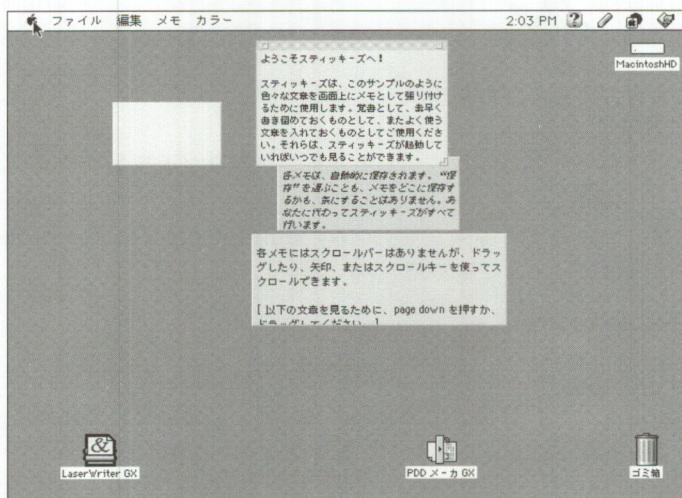 ファイル 編集 メモ カラー 2:03 PM
MacintoshHD
ようこそスティッキーズへ!
スティッキーズは、このサンプルのように
色々な文章を画面上にメモとして張り付け
るために使用します。覚書として、素早く
書き留めておくものとして、またよく使う
文章を入れておくものとしてご使用くださ
い。それらは、スティッキーズが起動して
いればいつでも見ることができます。
各メモは、自動的に保存されます。“保
存”を選ぶことも、メモをどこに保存す
るかも、気にすることはありません。あ
なたに代わってスティッキーズがすべて
行います。
各メモにはスクロールバーはありませんが、ドラッ
グしたり、矢印、またはスクロールキーを使ってス
クロールできます。
[以下の文章を見るために、page down を押すか、
ドラッグしてください。]
LaserWriter GX
PDD メーカ GX
ゴミ箱